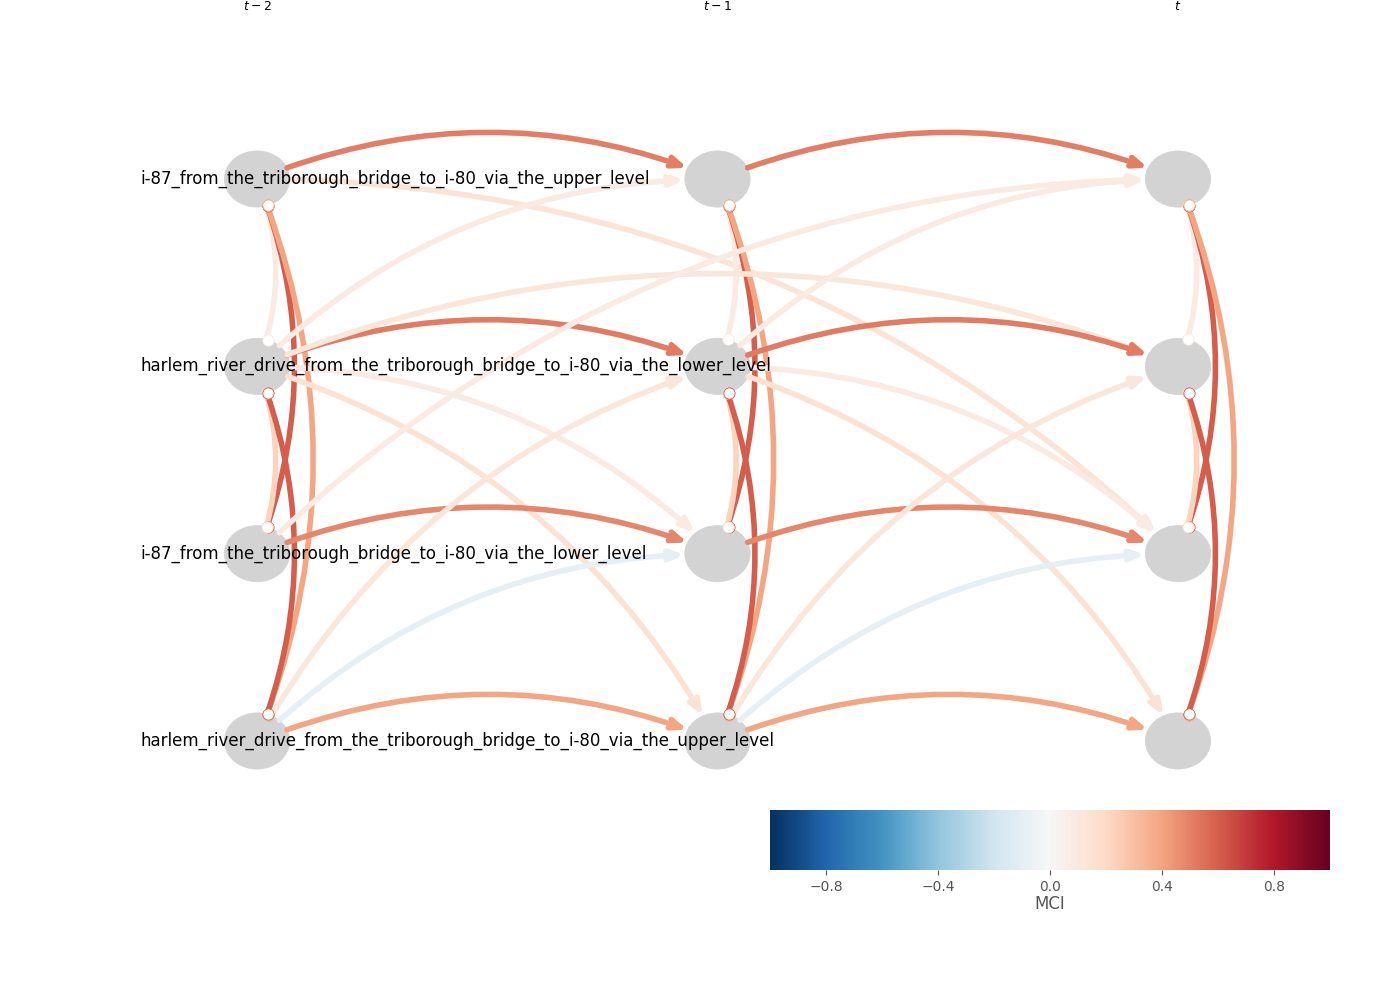 t − 2 t − 1 t
i-87_from_the_triborough_bridge_to_i-80_via_the_upper_level
harlem_river_drive_from_the_triborough_bridge_to_i-80_via_the_lower_level
i-87_from_the_triborough_bridge_to_i-80_via_the_lower_level
harlem_river_drive_from_the_triborough_bridge_to_i-80_via_the_upper_level
−0.8 −0.4 0.0 0.4 0.8
MCI